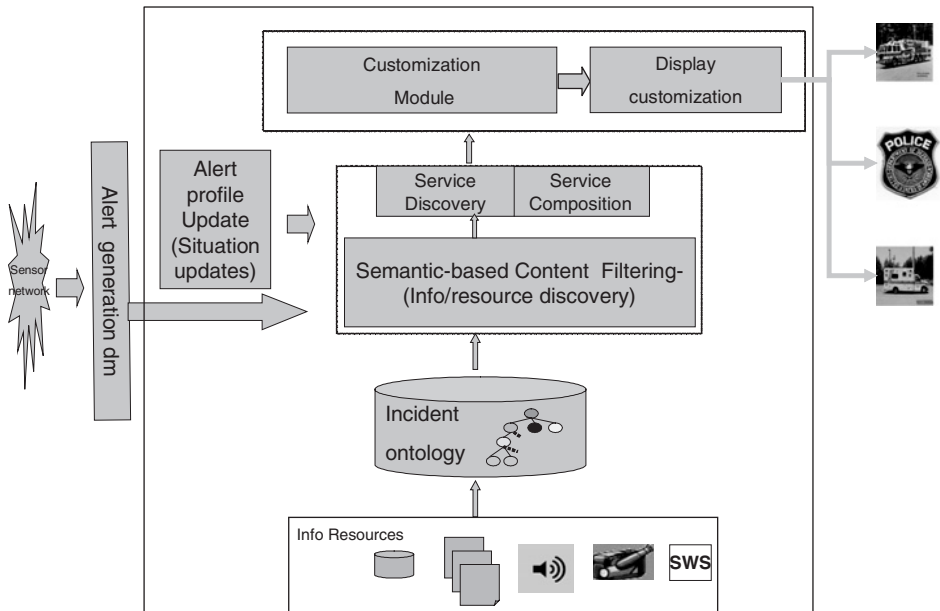 Customization
Module
Display
customization
POLICE
Alert
profile
Update
(Situation
updates)
Service
Discovery
Service
Composition
Sensor
network
Alert generation dm
Semantic-based Content Filtering-
(Info/resource discovery)
Incident
ontology
Info Resources
SWS